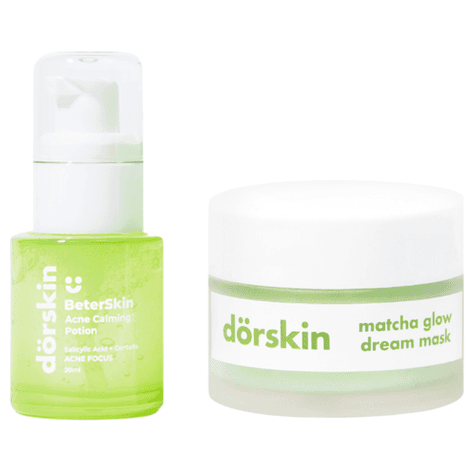 dörskin
BeterSkin
Acne Calming
Potion
Salicylic Acid + Centella
ACNE FOCUS
20ml
dörskin
matcha glow
dream mask